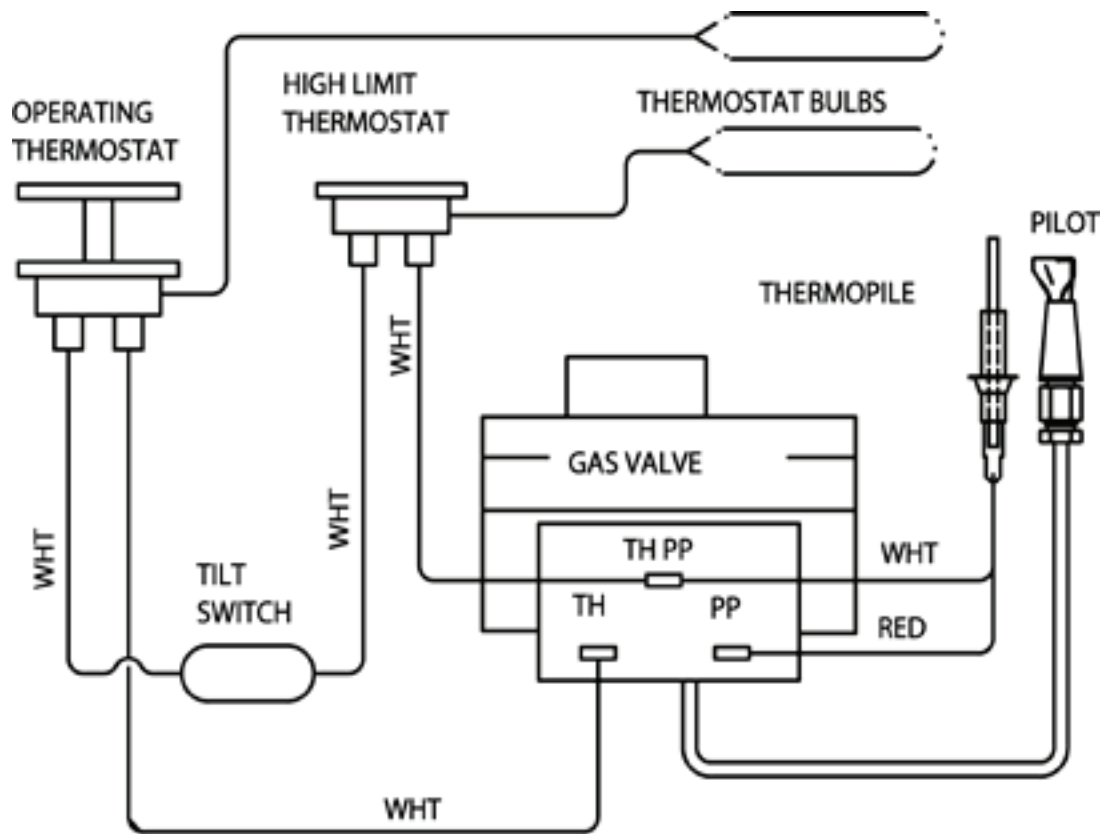 OPERATING
THERMOSTAT
HIGH LIMIT
THERMOSTAT
THERMOSTAT BULBS
PILOT
THERMOPILE
WHT
GAS VALVE
WHT
WHT
TH PP
WHT
TILT
SWITCH
TH
PP
RED
WHT